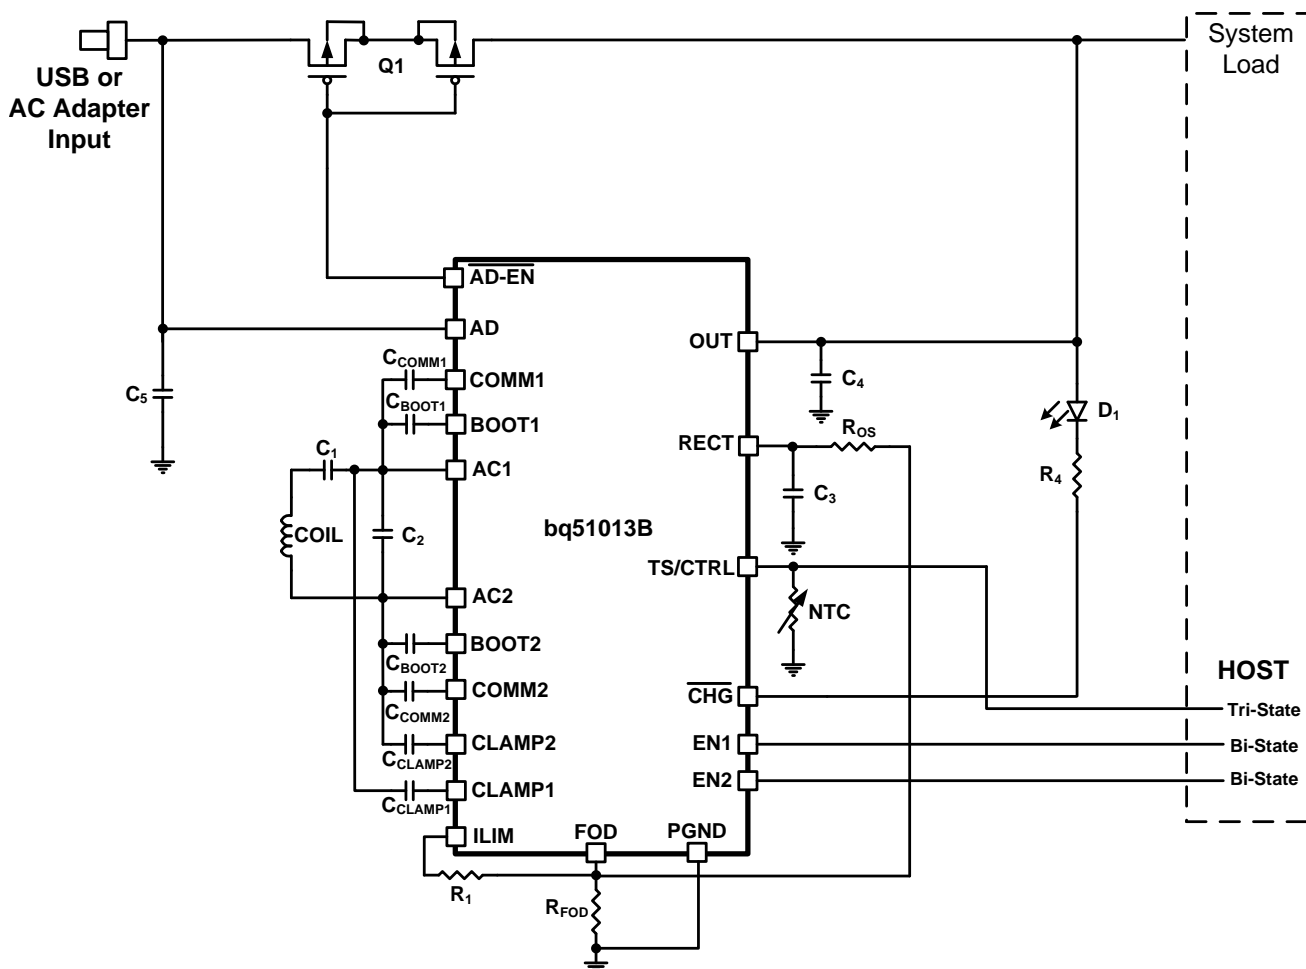 System
Load
Q1
USB or
AC Adapter
Input
AD-EN
AD
OUT
CCOMM1
COMM1
C4
C5
CBOOT1
BOOT1
D1
ROS
RECT
C1
AC1
R4
C3
bq51013B
COIL
C2
TS/CTRL
AC2
NTC
BOOT2
CBOOT2
HOST
COMM2
CHG
Tri-State
CCOMM2
CLAMP2
EN1
Bi-State
CCLAMP2
CLAMP1
EN2
Bi-State
CCLAMP1
ILIM
FOD
PGND
R1
RFOD